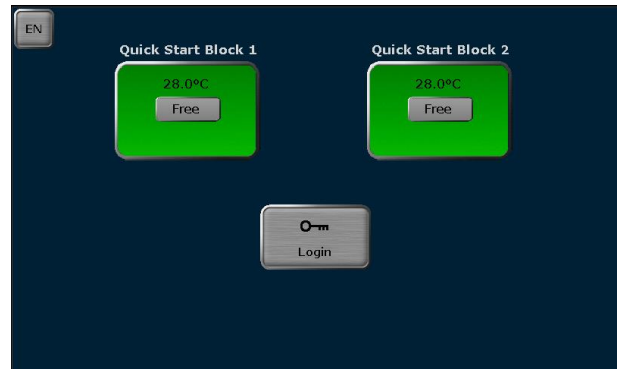 EN
Quick Start Block 1
Quick Start Block 2
28.0°C
Free
28.0°C
Free
Login